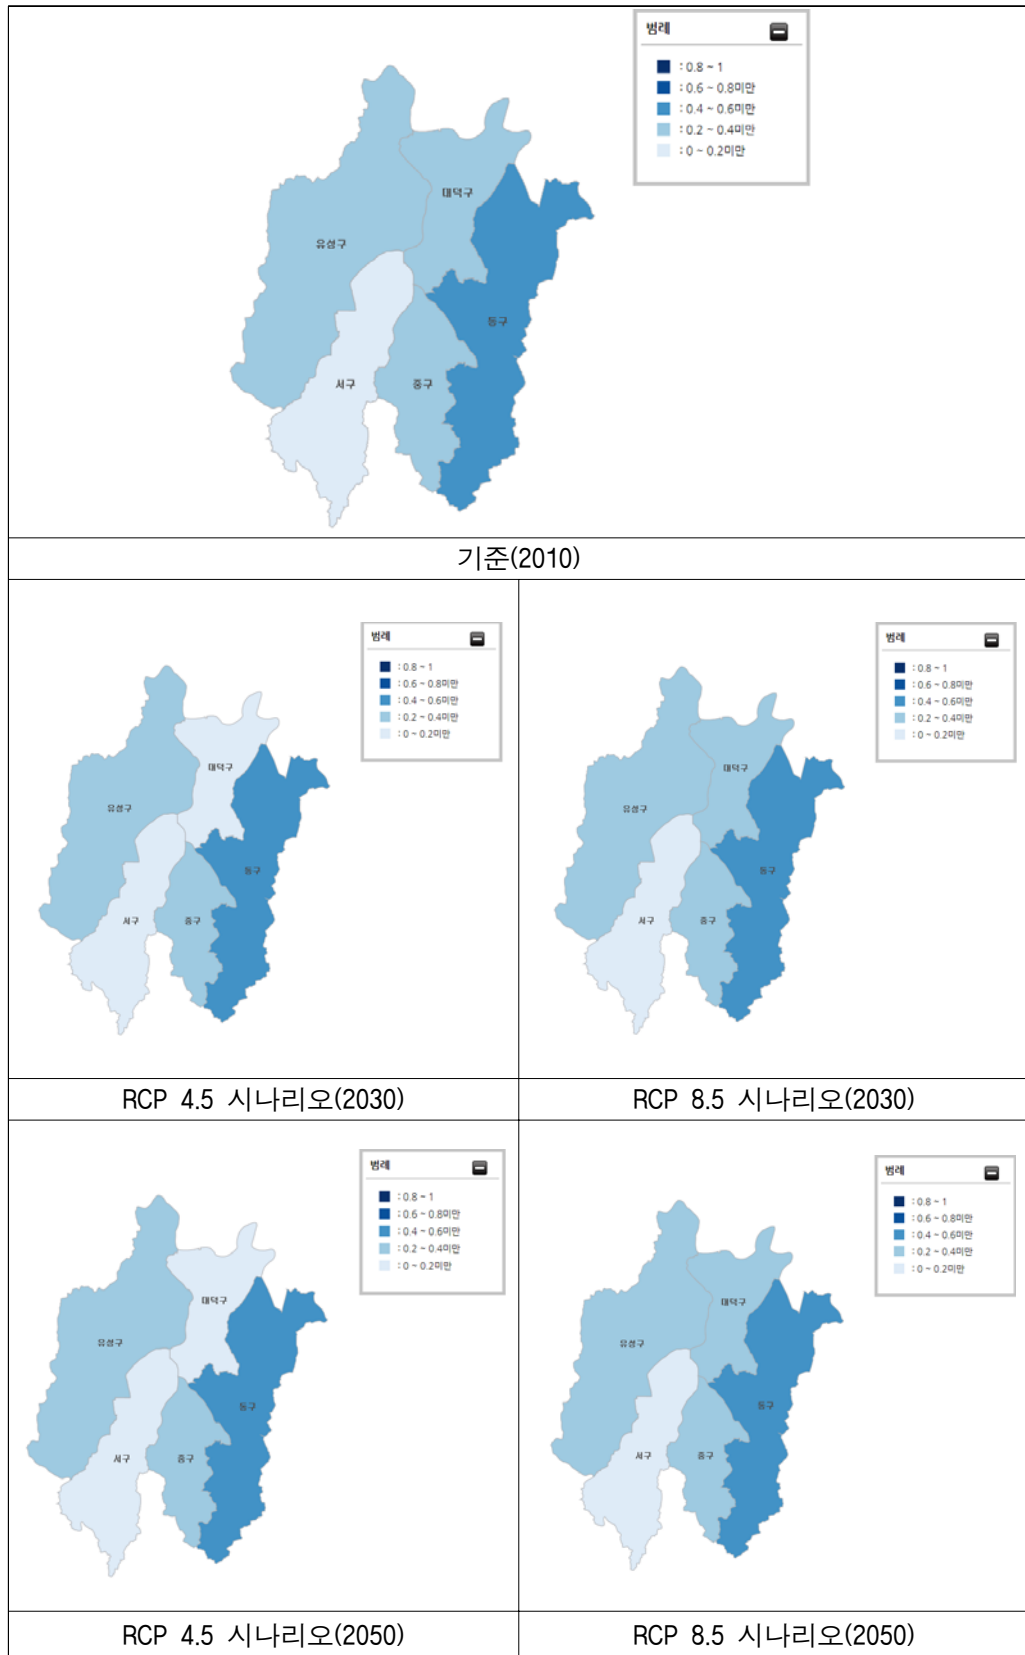 범례
: 0.8 ~ 1
: 0.6 ~ 0.8미만
: 0.4 ~ 0.6미만
: 0.2 ~ 0.4미만
: 0 ~ 0.2미만
대덕구
유성구
동구
서구
중구
기준(2010)
범례
: 0.8 ~ 1
: 0.6 ~ 0.8미만
: 0.4 ~ 0.6미만
: 0.2 ~ 0.4미만
: 0 ~ 0.2미만
대덕구
유성구
동구
서구
중구
RCP 4.5 시나리오(2030)
범례
: 0.8 ~ 1
: 0.6 ~ 0.8미만
: 0.4 ~ 0.6미만
: 0.2 ~ 0.4미만
: 0 ~ 0.2미만
대덕구
유성구
동구
서구
중구
RCP 8.5 시나리오(2030)
범례
: 0.8 ~ 1
: 0.6 ~ 0.8미만
: 0.4 ~ 0.6미만
: 0.2 ~ 0.4미만
: 0 ~ 0.2미만
대덕구
유성구
동구
서구
중구
RCP 4.5 시나리오(2050)
범례
: 0.8 ~ 1
: 0.6 ~ 0.8미만
: 0.4 ~ 0.6미만
: 0.2 ~ 0.4미만
: 0 ~ 0.2미만
대덕구
유성구
동구
서구
중구
RCP 8.5 시나리오(2050)